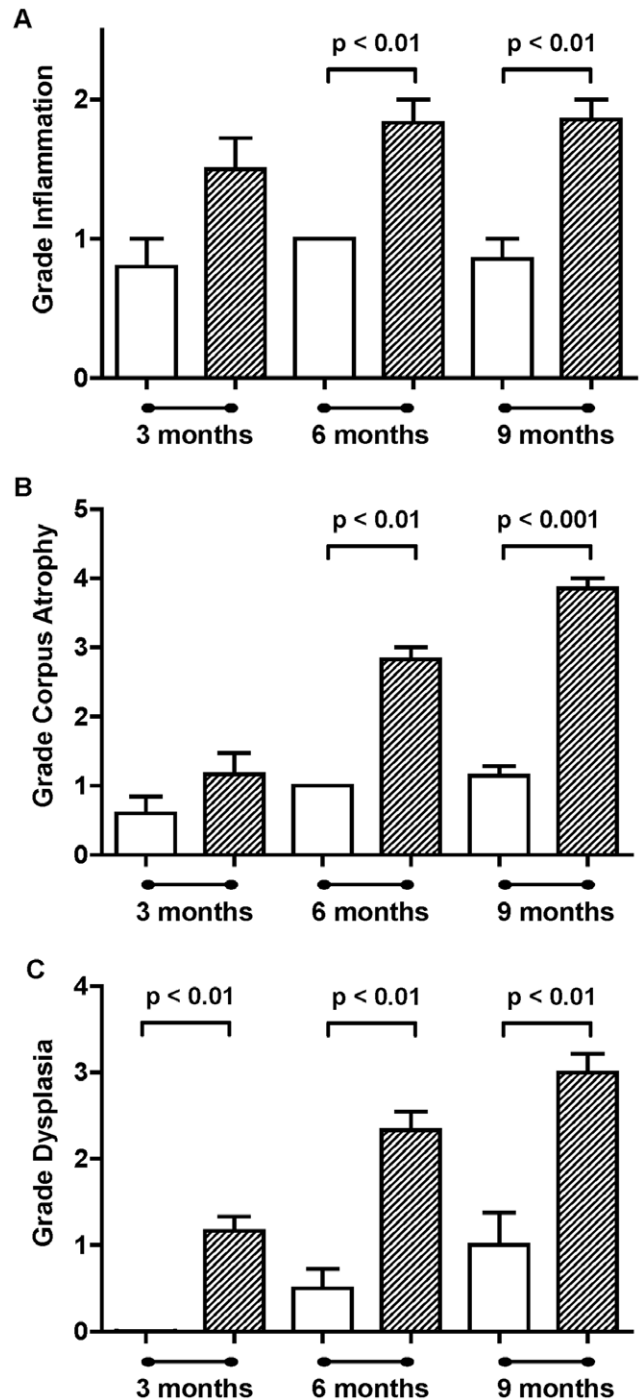 A
Grade Inflammation
p < 0.01 p < 0.01
2
1
0
3 months 6 months 9 months
B
Grade Corpus Atrophy
p < 0.01 p < 0.001
5
4
3
2
1
0
3 months 6 months 9 months
C
Grade Dysplasia
p < 0.01 p < 0.01 p < 0.01
4
3
2
1
0
3 months 6 months 9 months